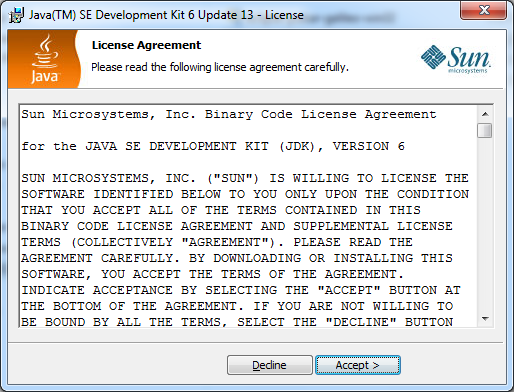 Java(TM) SE Development Kit 6 Update 13 - License
License Agreement
Please read the following license agreement carefully.
Java
Sun
microsystems
Sun Microsystems, Inc. Binary Code License Agreement
for the JAVA SE DEVELOPMENT KIT (JDK), VERSION 6
SUN MICROSYSTEMS, INC. ("SUN") IS WILLING TO LICENSE THE
SOFTWARE IDENTIFIED BELOW TO YOU ONLY UPON THE CONDITION
THAT YOU ACCEPT ALL OF THE TERMS CONTAINED IN THIS
BINARY CODE LICENSE AGREEMENT AND SUPPLEMENTAL LICENSE
TERMS (COLLECTIVELY "AGREEMENT"). PLEASE READ THE
AGREEMENT CAREFULLY. BY DOWNLOADING OR INSTALLING THIS
SOFTWARE, YOU ACCEPT THE TERMS OF THE AGREEMENT.
INDICATE ACCEPTANCE BY SELECTING THE "ACCEPT" BUTTON AT
THE BOTTOM OF THE AGREEMENT. IF YOU ARE NOT WILLING TO
BE BOUND BY ALL THE TERMS, SELECT THE "DECLINE" BUTTON
Decline
Accept >